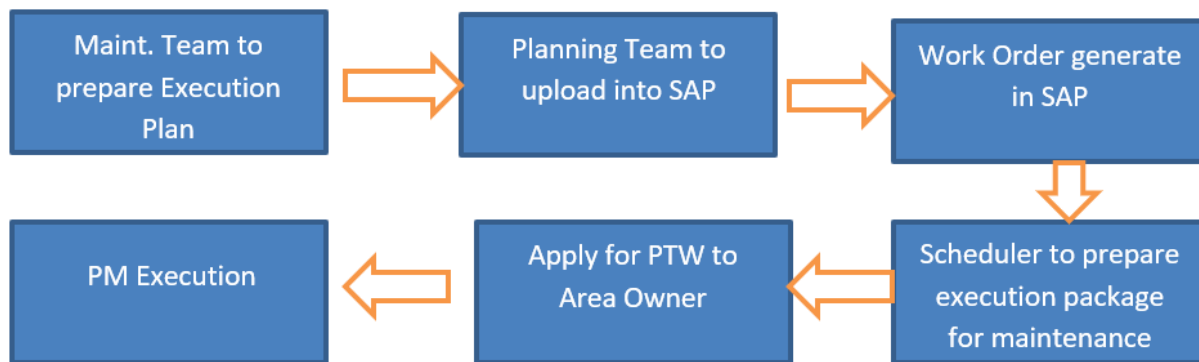 Maint. Team to
prepare Execution
Plan
Planning Team to
upload into SAP
Work Order generate
in SAP
Scheduler to prepare
execution package
for maintenance
Apply for PTW to
Area Owner
PM Execution